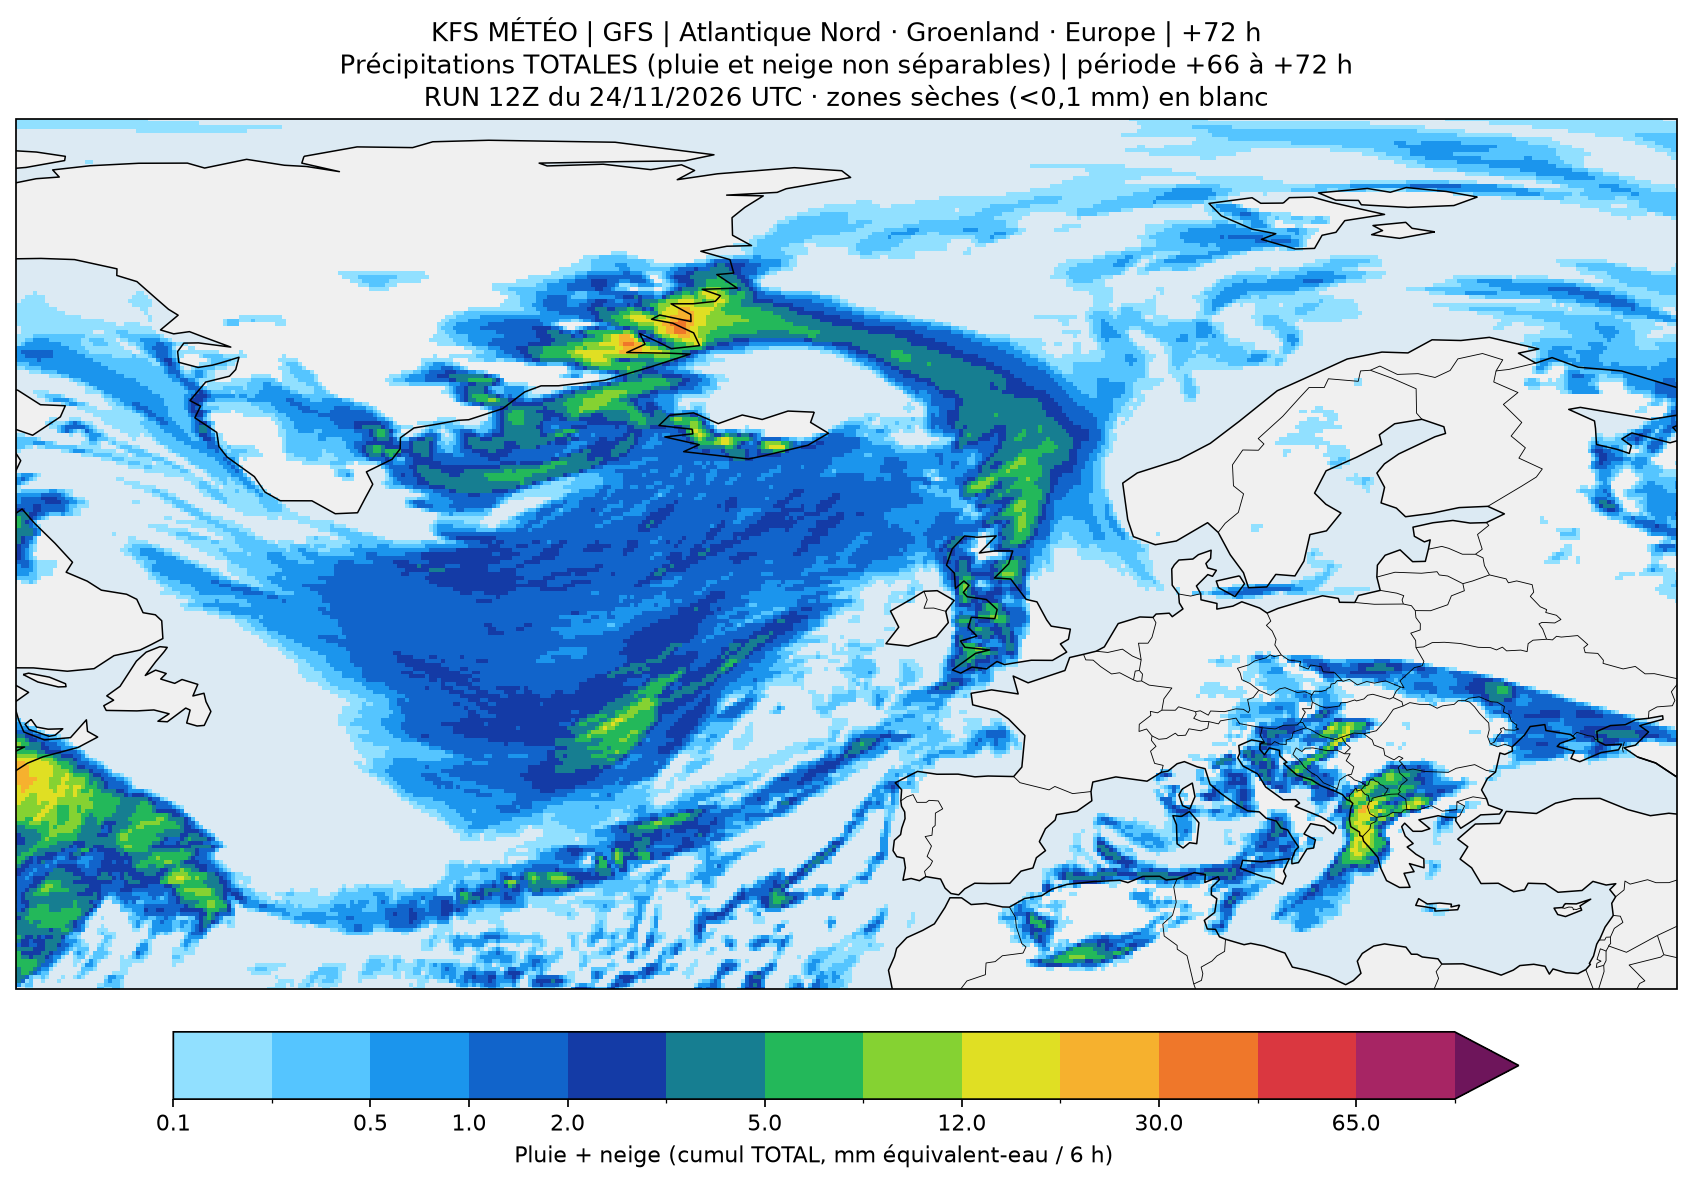 KFS MÉTÉO | GFS | Atlantique Nord · Groenland · Europe | +72 h
Précipitations TOTALES (pluie et neige non séparables) | période +66 à +72 h
RUN 12Z du 24/11/2026 UTC · zones sèches (<0,1 mm) en blanc
0.1 0.5 1.0 2.0 5.0 12.0 30.0 65.0
Pluie + neige (cumul TOTAL, mm équivalent-eau / 6 h)